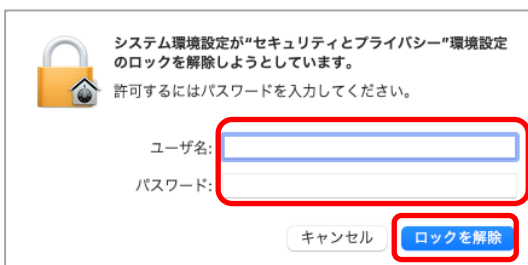 システム環境設定が“セキュリティとプライバシー”環境設定
のロックを解除しようとしています。
許可するにはパスワードを入力してください。
ユーザ名:
パスワード:
キャンセル
ロックを解除